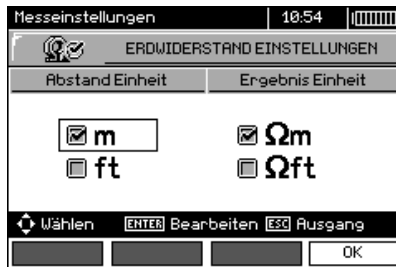 Messeinstellungen 10:54
ERDWIDERSTAND EINSTELLUNGEN
Abstand Einheit Ergebnis Einheit
m Ωm
ft Ωft
Wählen ENTER Bearbeiten ESC Ausgang
OK